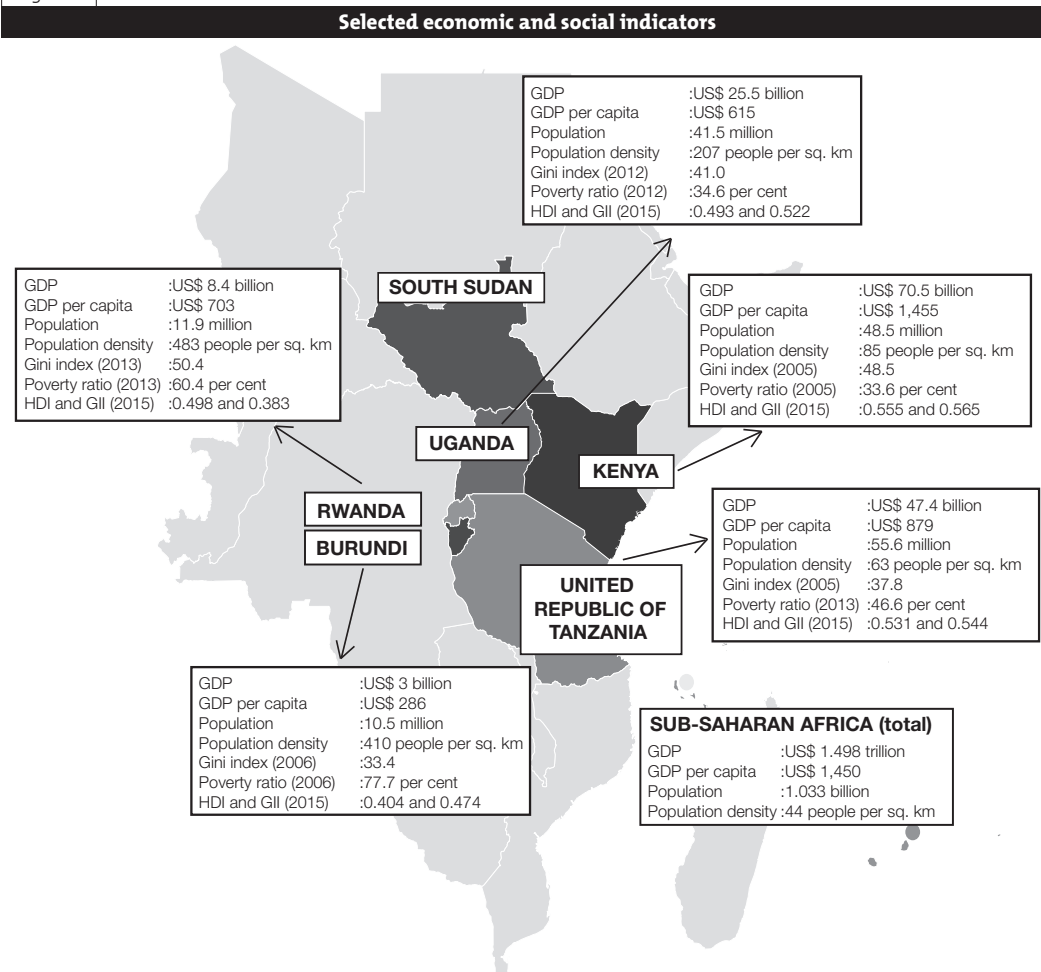 Selected economic and social indicators
GDP :US$ 25.5 billion
GDP per capita :US$ 615
Population :41.5 million
Population density :207 people per sq. km
Gini index (2012) :41.0
Poverty ratio (2012) :34.6 per cent
HDI and GII (2015) :0.493 and 0.522
GDP :US$ 8.4 billion
GDP per capita :US$ 703
Population :11.9 million
Population density :483 people per sq. km
Gini index (2013) :50.4
Poverty ratio (2013) :60.4 per cent
HDI and GII (2015) :0.498 and 0.383
SOUTH SUDAN
GDP :US$ 70.5 billion
GDP per capita :US$ 1,455
Population :48.5 million
Population density :85 people per sq. km
Gini index (2005) :48.5
Poverty ratio (2005) :33.6 per cent
HDI and GII (2015) :0.555 and 0.565
UGANDA
KENYA
RWANDA
BURUNDI
GDP :US$ 47.4 billion
GDP per capita :US$ 879
Population :55.6 million
Population density :63 people per sq. km
Gini index (2005) :37.8
Poverty ratio (2013) :46.6 per cent
HDI and GII (2015) :0.531 and 0.544
UNITED
REPUBLIC OF
TANZANIA
GDP :US$ 3 billion
GDP per capita :US$ 286
Population :10.5 million
Population density :410 people per sq. km
Gini index (2006) :33.4
Poverty ratio (2006) :77.7 per cent
HDI and GII (2015) :0.404 and 0.474
SUB-SAHARAN AFRICA (total)
GDP :US$ 1.498 trillion
GDP per capita :US$ 1,450
Population :1.033 billion
Population density :44 people per sq. km